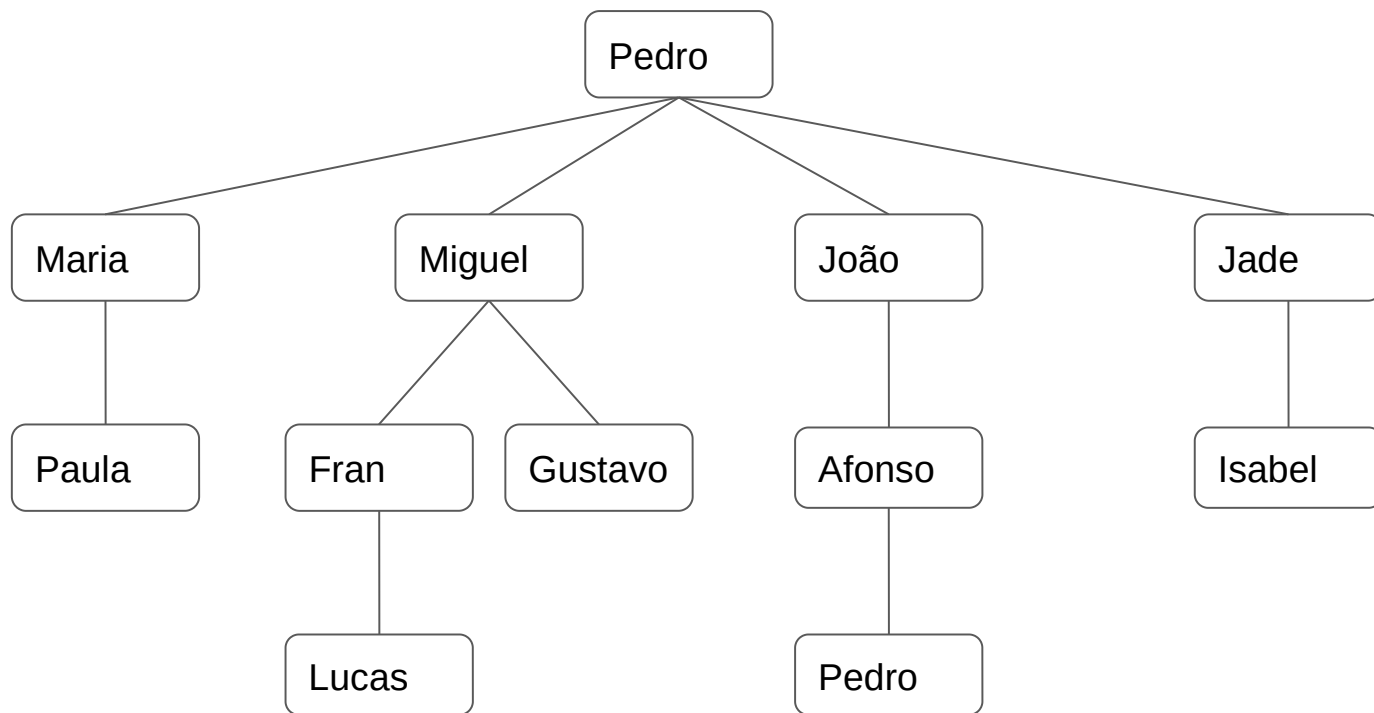 Pedro
Maria
Miguel
João
Jade
Paula
Fran
Gustavo
Afonso
Isabel
Lucas
Pedro